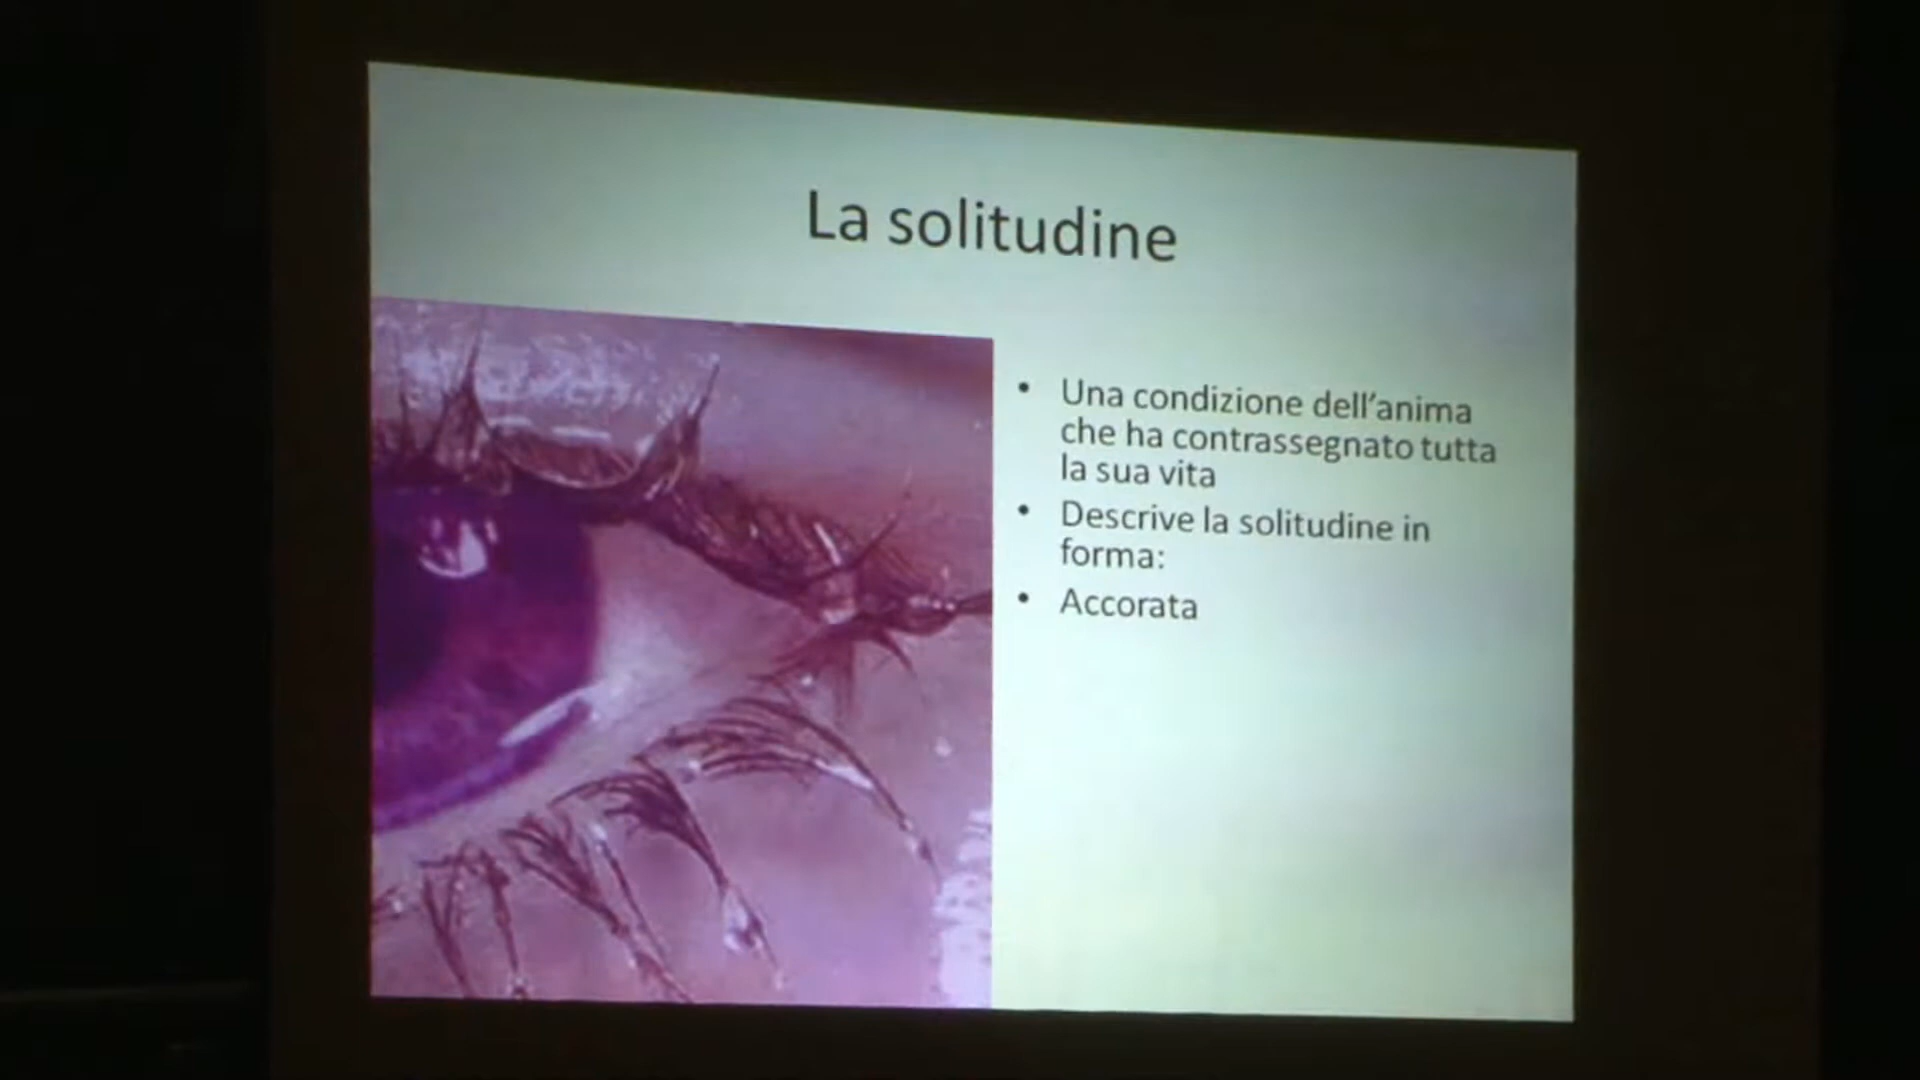 La solitudine
• Una condizione dell'anima
che ha contrassegnato tutta
la sua vita
• Descrive la solitudine in
forma:
• Accorata